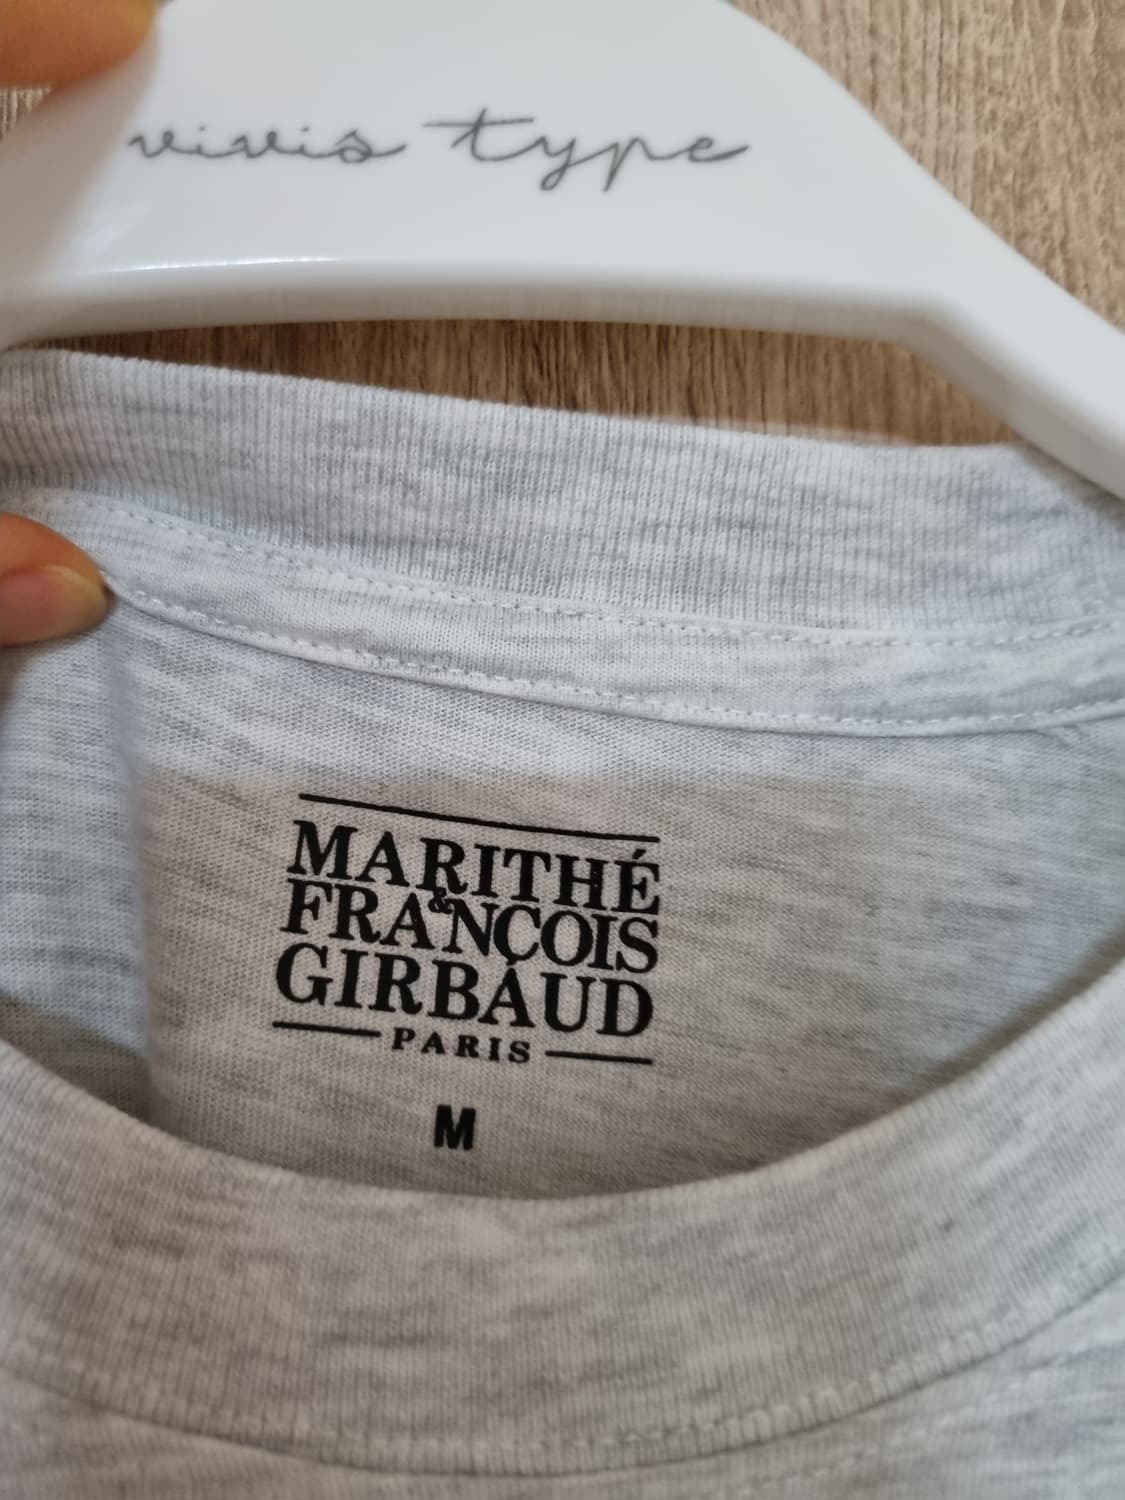 vivis type
MARITHÉ
FRANÇOIS
&
GIRBAUD
PARIS
M